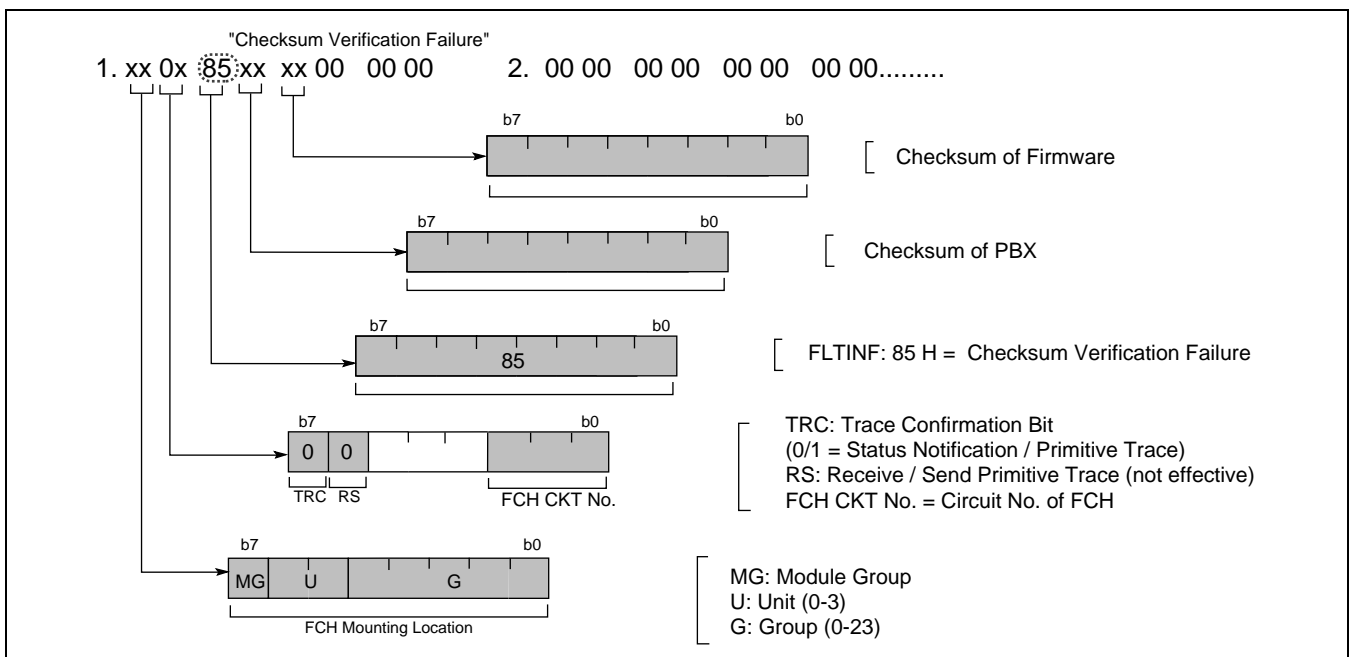 "Checksum Verification Failure"
1. xx 0x 85 xx xx 00 00 00 2. 00 00 00 00 00 00 00 00.........
b7 b0
Checksum of Firmware
b7 b0
Checksum of PBX
b7 b0
85
FLTINF: 85 H = Checksum Verification Failure
b7 b0
0 0
TRC RS FCH CKT No.
TRC: Trace Confirmation Bit
(0/1 = Status Notification / Primitive Trace)
RS: Receive / Send Primitive Trace (not effective)
FCH CKT No. = Circuit No. of FCH
b7 b0
MG U G
FCH Mounting Location
MG: Module Group
U: Unit (0-3)
G: Group (0-23)